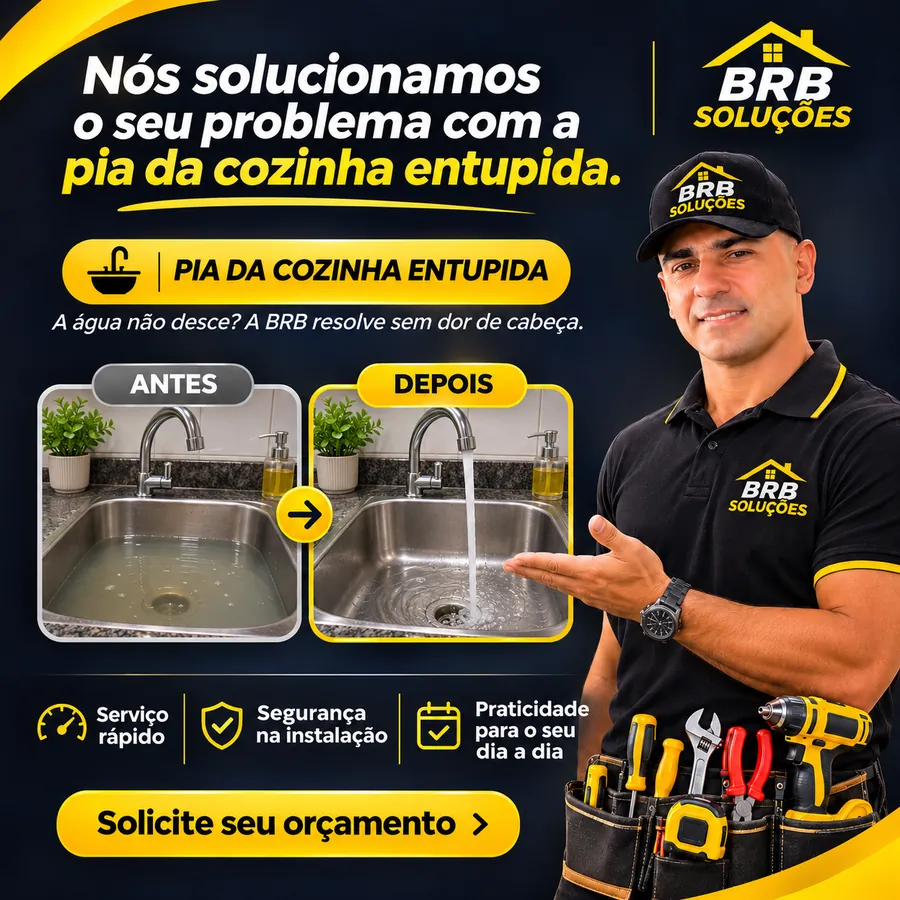 Nós solucionamos
o seu problema com a
pia da cozinha entupida.
BRB
SOLUÇÕES
BRB
SOLUÇÕES
PIA DA COZINHA ENTUPIDA
A água não desce? A BRB resolve sem dor de cabeça.
ANTES
DEPOIS
BRB
SOLUÇÕES
Serviço
rápido
Segurança
na instalação
Praticidade
para o seu
dia a dia
Solicite seu orçamento